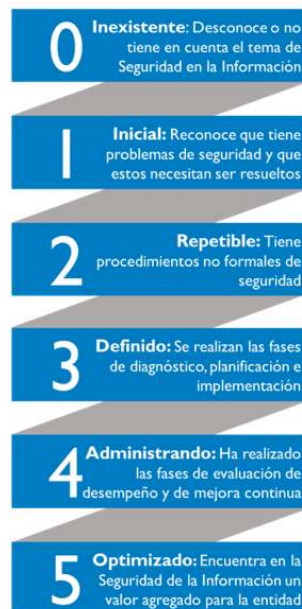 0
Inexistente: Desconoce o no
tiene en cuenta el tema de
Seguridad en la Información
1
Inicial: Reconoce que tiene
problemas de seguridad y que
estos necesitan ser resueltos
2
Repetible: Tiene
procedimientos no formales de
seguridad
3
Definido: Se realizan las fases
de diagnóstico, planificación e
implementación
4
Administrando: Ha realizado
las fases de evaluación de
desempeño y de mejora continua
5
Optimizado: Encuentra en la
Seguridad de la Información un
valor agregado para la entidad